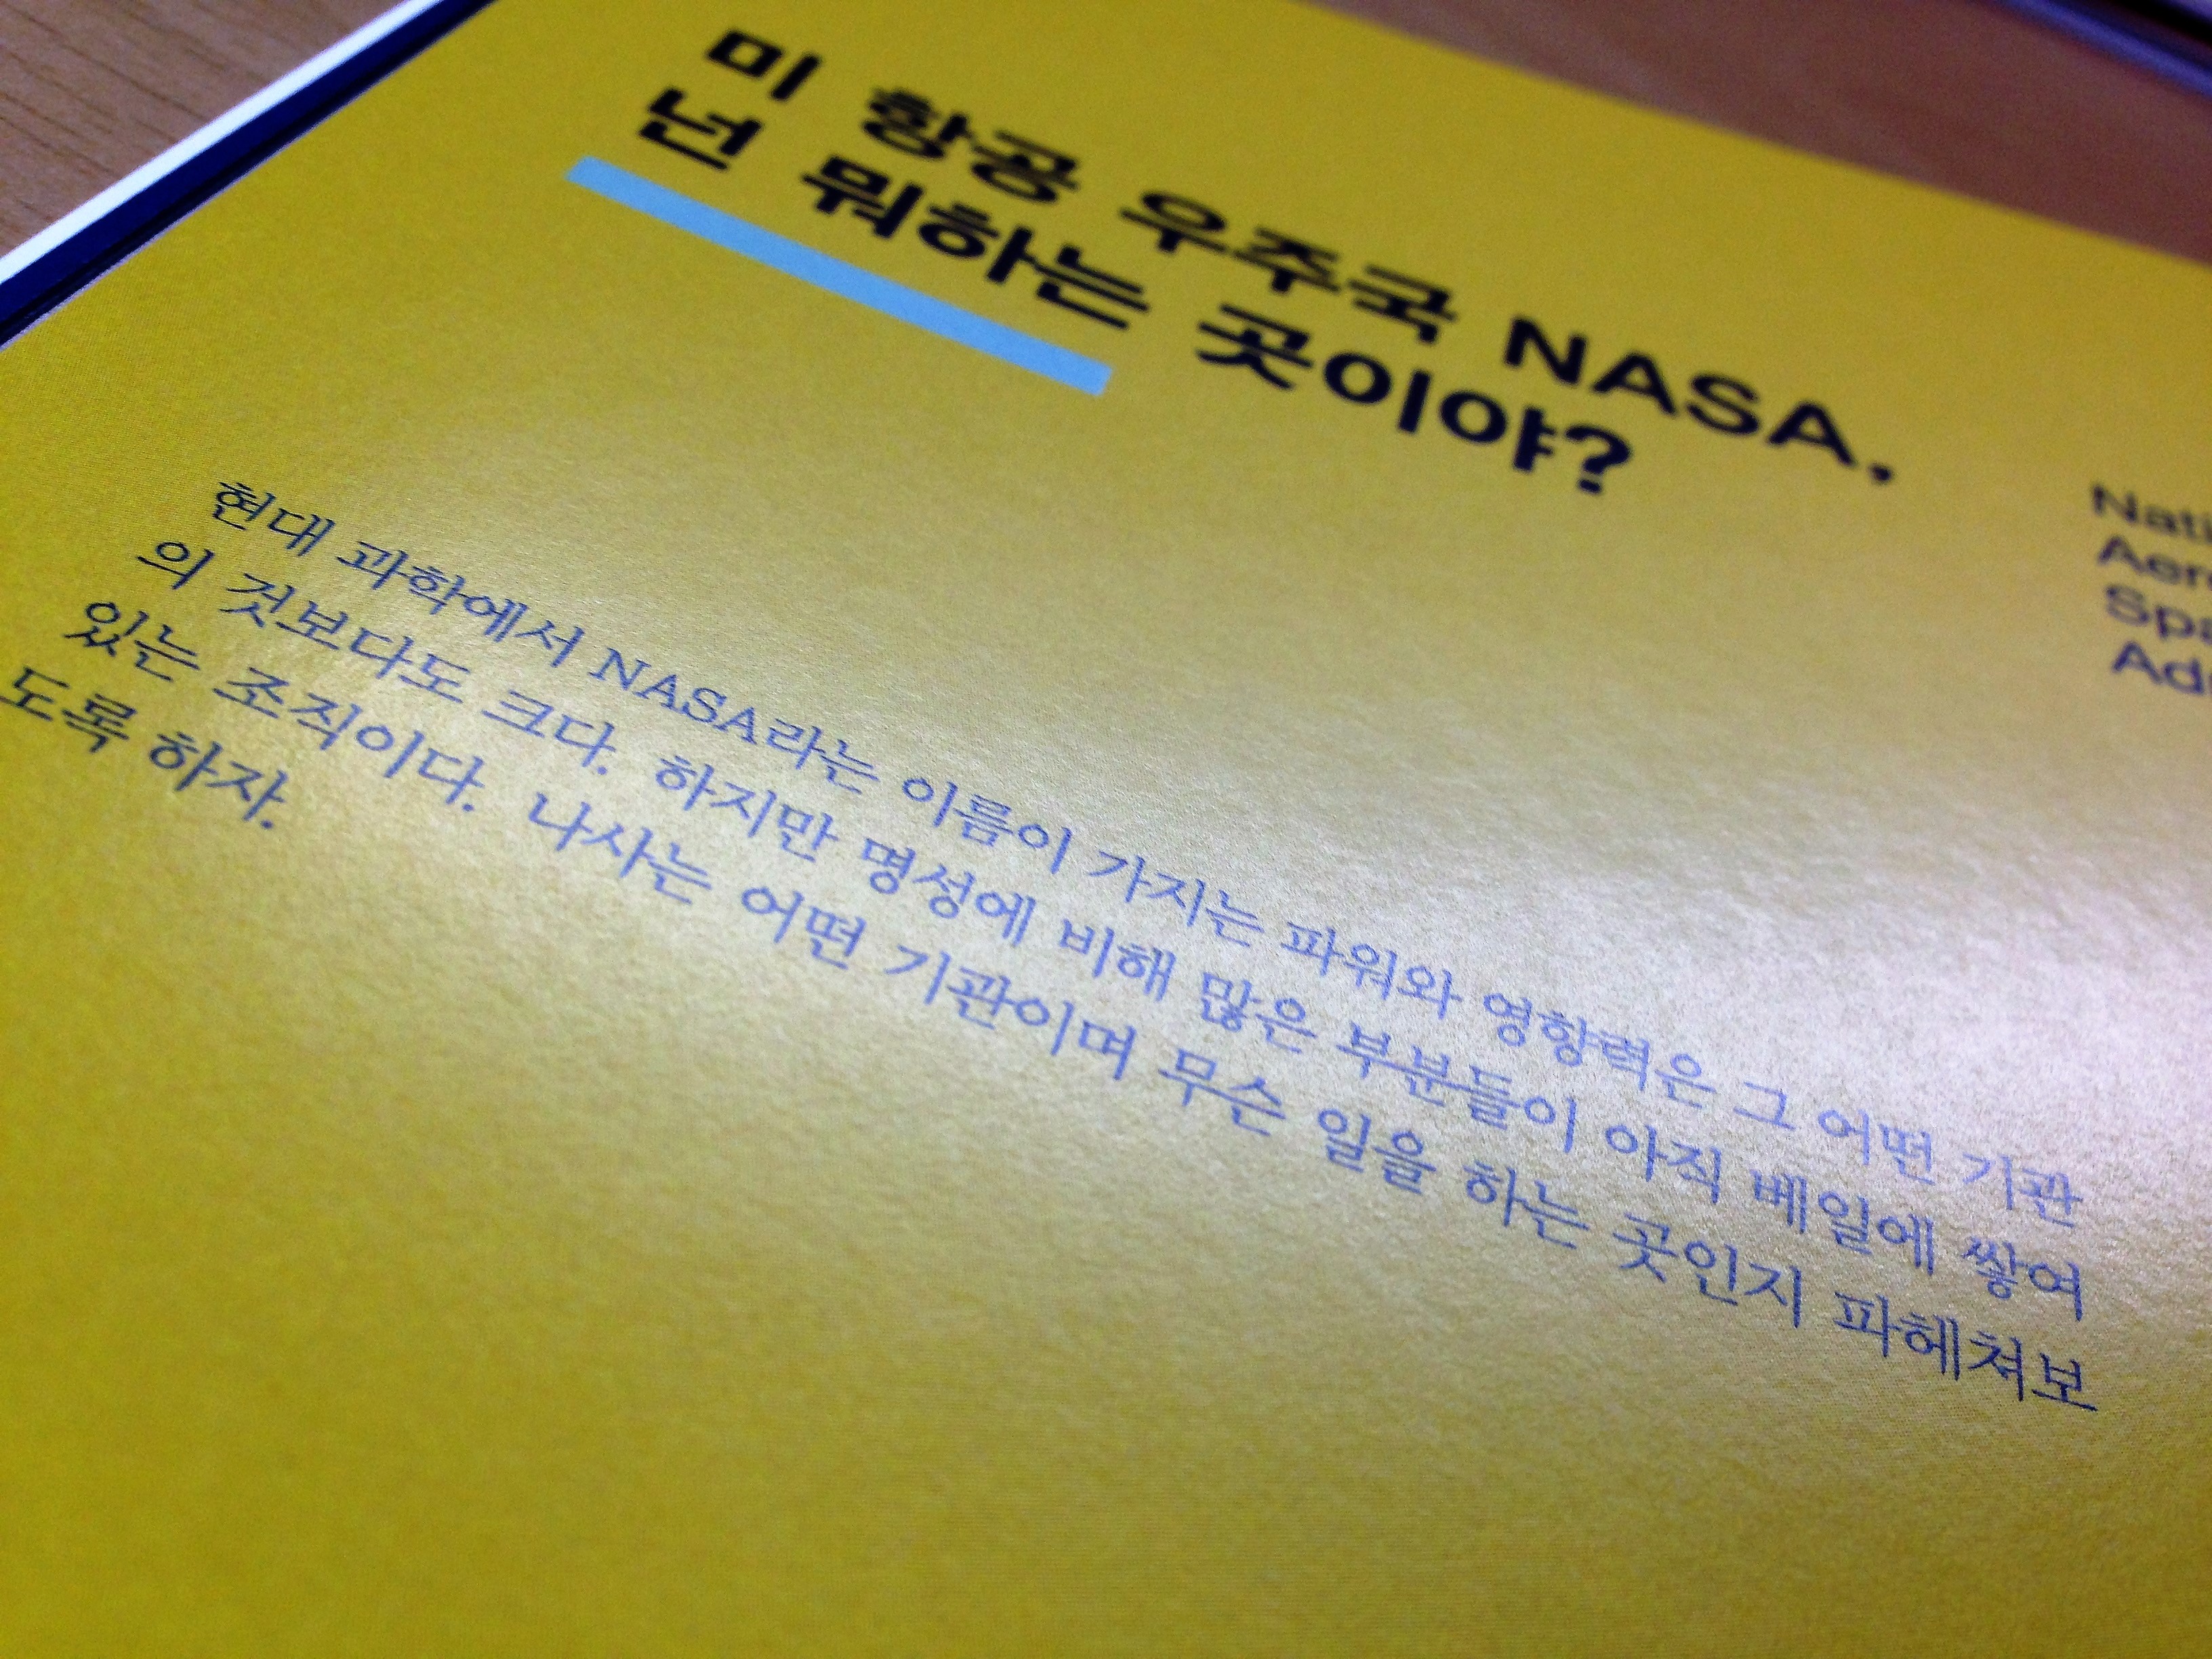 미 항공 우주국 NASA,
넌 뭐하는 곳이야?
현대 과학에서 NASA라는 이름이 가지는 파워와 영향력은 그 어떤 기관
의 것보다도 크다. 하지만 명성에 비해 많은 부분들이 아직 베일에 쌓여
있는 조직이다. 나사는 어떤 기관이며 무슨 일을 하는 곳인지 파헤쳐보
도록 하자.